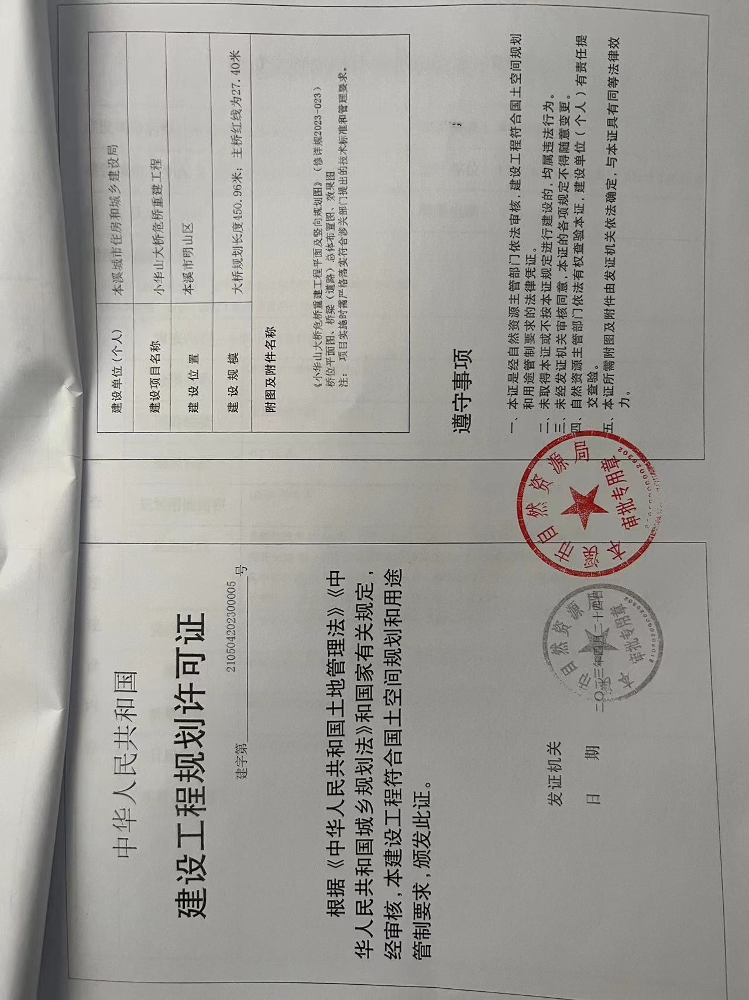 中华人民共和国
建设工程规划许可证
建字第 210504202300005 号
根据《中华人民共和国土地管理法》《中
华人民共和国城乡规划法》和国家有关规定，
经审核，本建设工程符合国土空间规划和用途
管制要求，颁发此证。
发证机关
日 期 二〇二三年四月二十四日
本溪市自然资源局
审批专用章
本溪市自然资源局
审批专用章
建设单位(个人) 本溪城市住房和城乡建设局
建设项目名称 小华山大桥危桥重建工程
建设位置 本溪市明山区
建设规模 大桥规划长度450.96米；主桥红线为27.40米
附图及附件名称
《小华山大桥危桥重建工程平面及竖向规划图》（修详规2023-023）
桥位平面图、桥梁（道路）总体布置图、效果图
注： 项目实施时需严格落实符合涉关部门提出的技术标准和管理要求。
遵守事项
一、本证是经自然资源主管部门依法审核，建设工程符合国土空间规划
和用途管制要求的法律凭证。
二、未取得本证或不按本证规定进行建设的，均属违法行为。
三、未经发证机关审核同意，本证的各项规定不得随意变更。
四、自然资源主管部门依法有权查验本证，建设单位(个人)有责任提
交查验。
五、本证所需附图及附件由发证机关依法确定，与本证具有同等法律效
力。